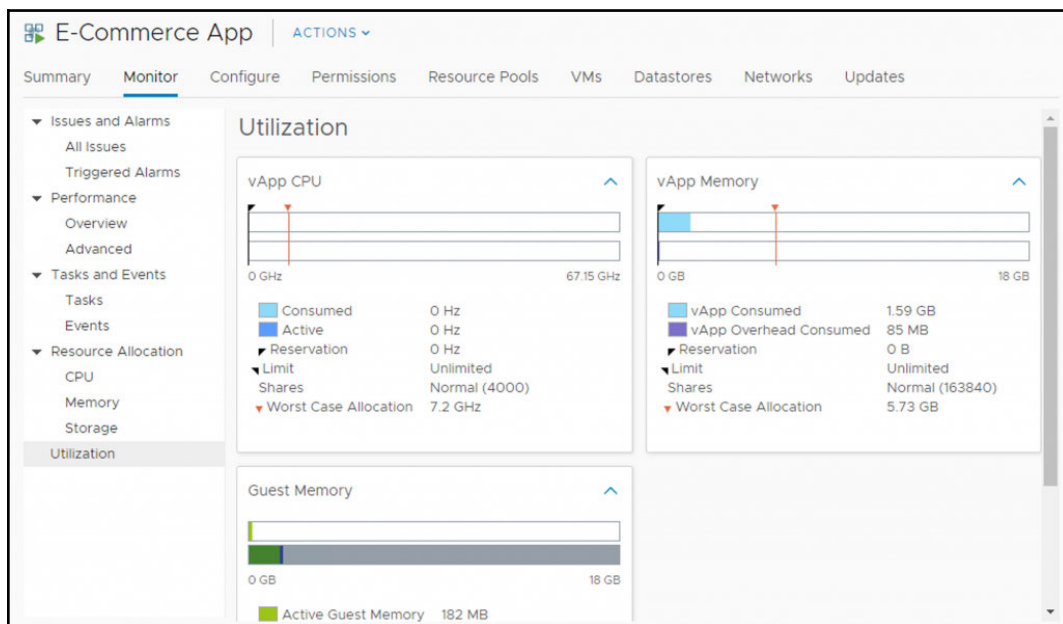 E-Commerce App ACTIONS
Summary Monitor Configure Permissions Resource Pools VMs Datastores Networks Updates
Issues and Alarms
All Issues
Triggered Alarms
Performance
Overview
Advanced
Tasks and Events
Tasks
Events
Resource Allocation
CPU
Memory
Storage
Utilization
Utilization
vApp CPU
0 GHz 67.15 GHz
Consumed 0 Hz
Active 0 Hz
Reservation 0 Hz
Limit Unlimited
Shares Normal (4000)
Worst Case Allocation 7.2 GHz
vApp Memory
0 GB 18 GB
vApp Consumed 1.59 GB
vApp Overhead Consumed 85 MB
Reservation 0 B
Limit Unlimited
Shares Normal (163840)
Worst Case Allocation 5.73 GB
Guest Memory
0 GB 18 GB
Active Guest Memory 182 MB